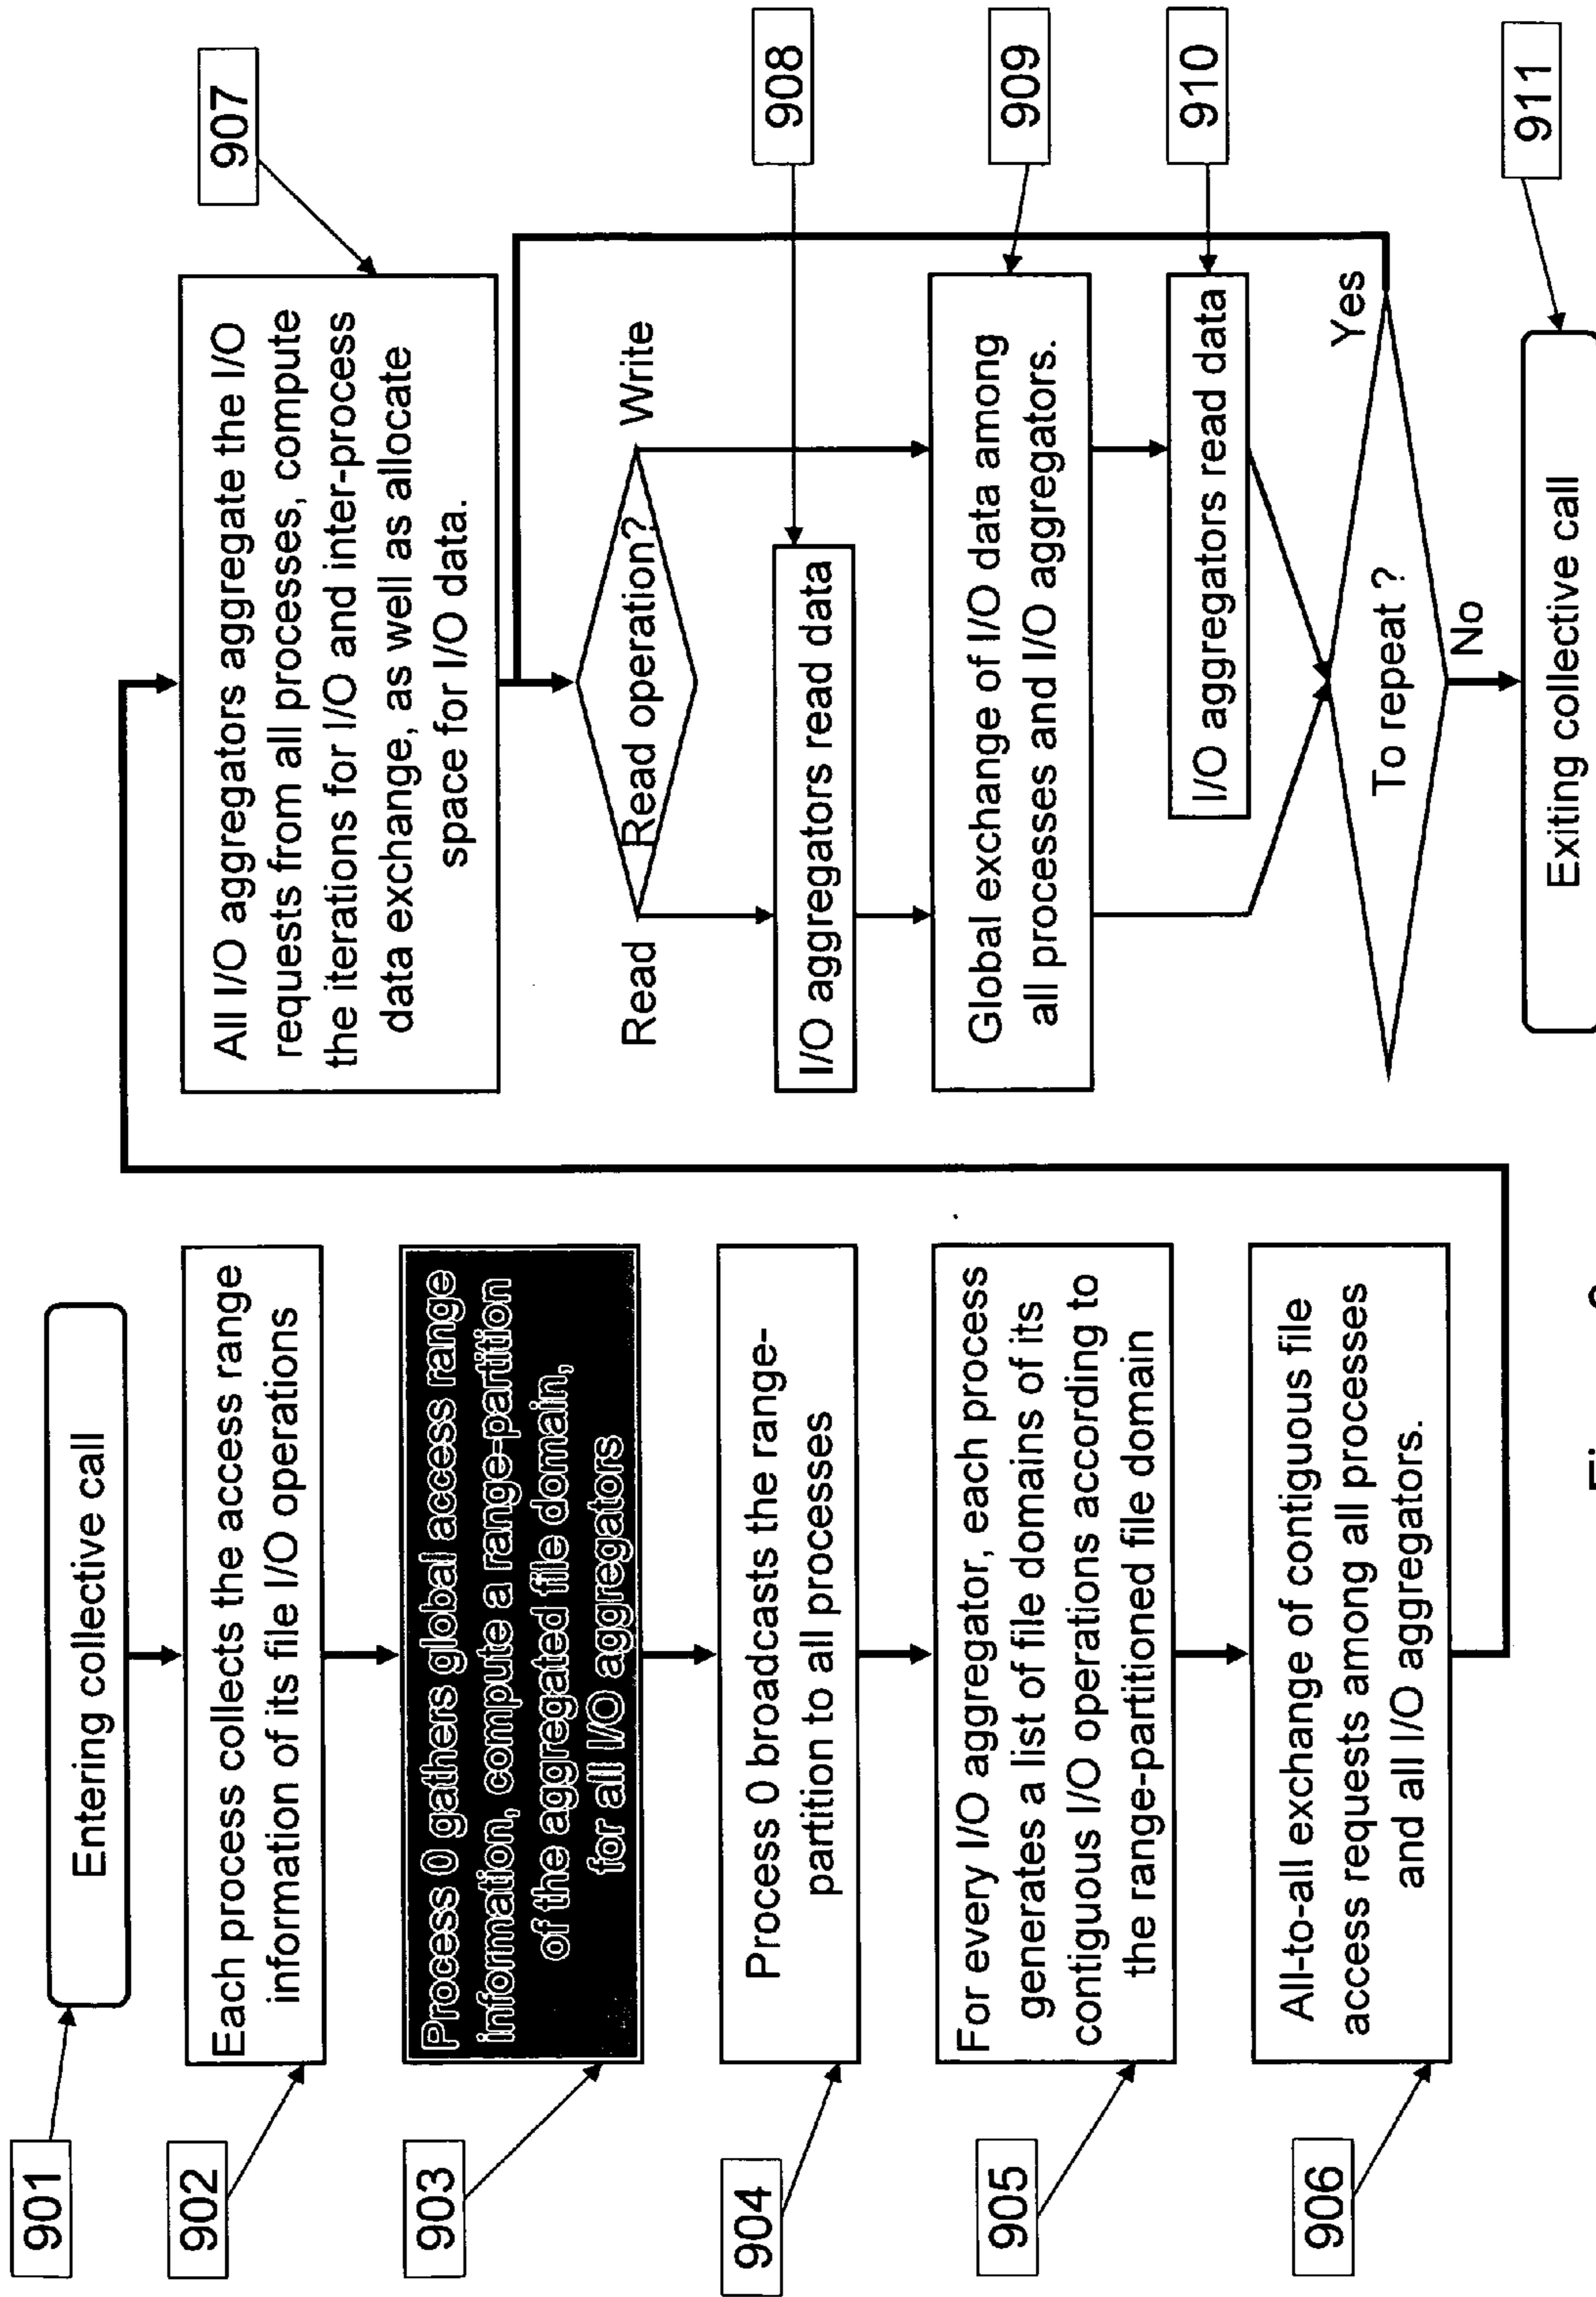 901
Entering collective call
902
Each process collects the access range
information of its file I/O operations
903
Process 0 gathers global access range
information, compute a range-partition
of the aggregated file domain,
for all I/O aggregators
904
Process 0 broadcasts the range-
partition to all processes
905
For every I/O aggregator, each process
generates a list of file domains of its
contiguous I/O operations according to
the range-partitioned file domain
906
All-to-all exchange of contiguous file
access requests among all processes
and all I/O aggregators.
907
All I/O aggregators aggregate the I/O
requests from all processes, compute
the iterations for I/O and inter-process
data exchange, as well as allocate
space for I/O data.
Read operation?
Read
Write
908
I/O aggregators read data
909
Global exchange of I/O data among
all processes and I/O aggregators.
910
I/O aggregators read data
To repeat ?
Yes
No
911
Exiting collective call